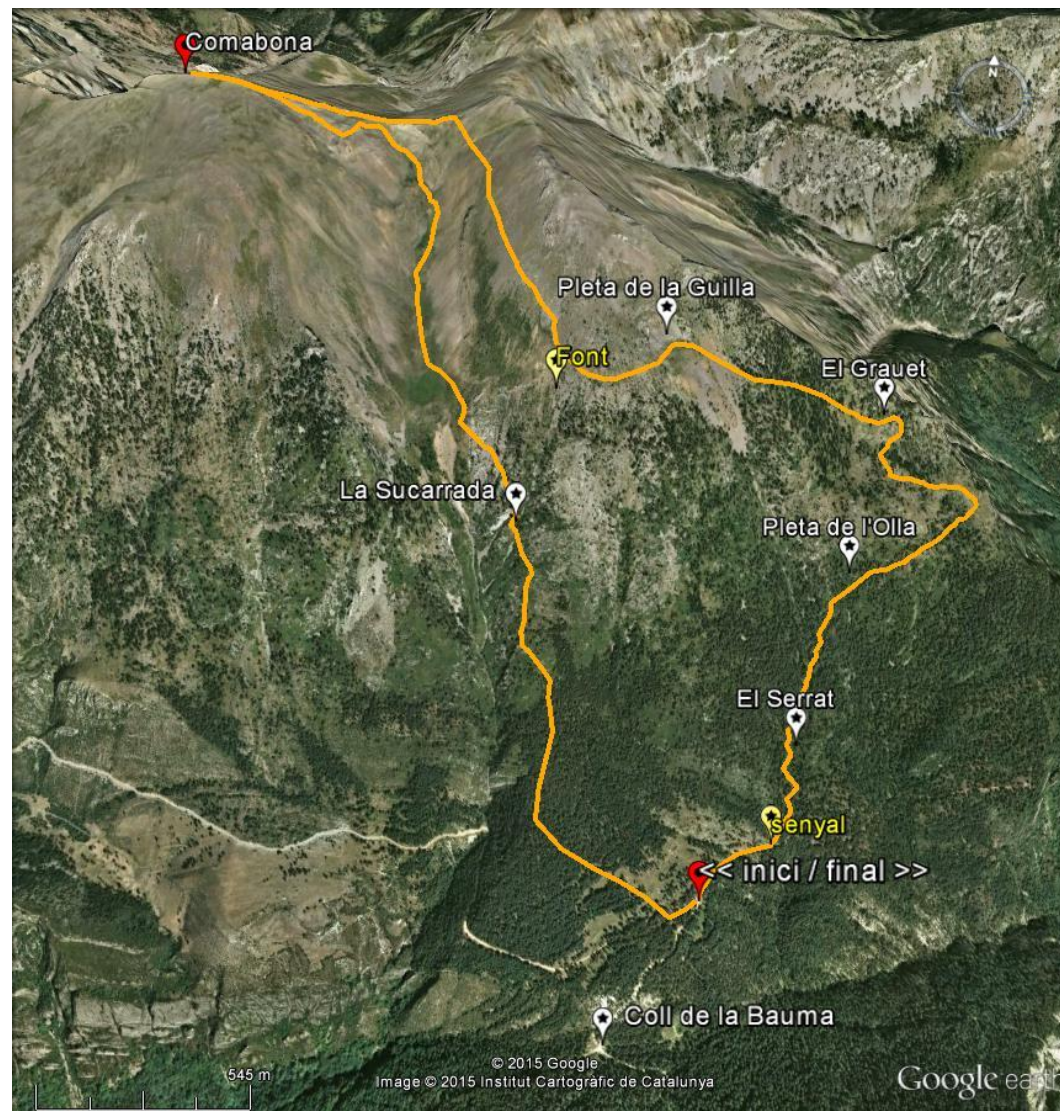 Comabona
N
Pleta de la Guilla
Font
El Grauet
La Sucarrada
Pleta de l'Olla
El Serrat
senyal
<< inici / final >>
Coll de la Bauma
545 m
© 2015 Google
Image © 2015 Institut Cartogràfic de Catalunya
Google earth